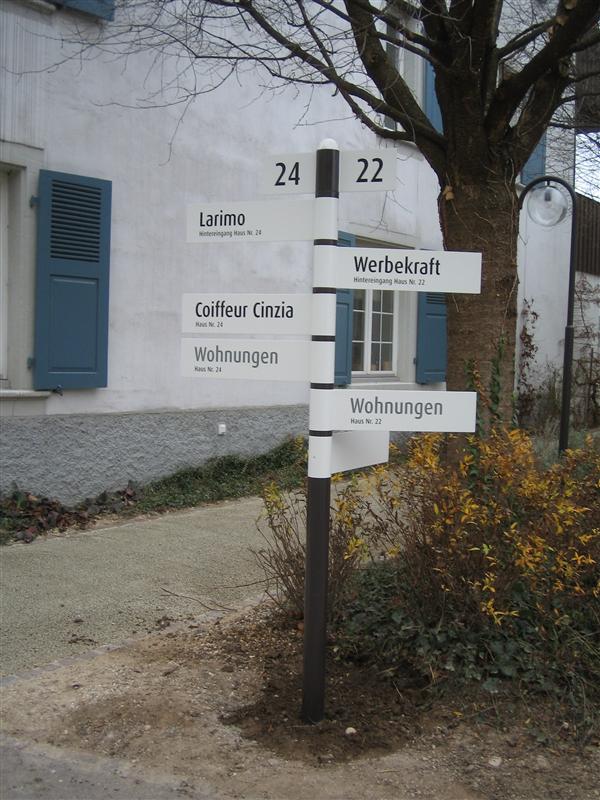 24
22
Larimo
Hintereingang Haus Nr. 24
Werbekraft
Hintereingang Haus Nr. 22
Coiffeur Cinzia
Haus Nr. 24
Wohnungen
Haus Nr. 24
Wohnungen
Haus Nr. 22